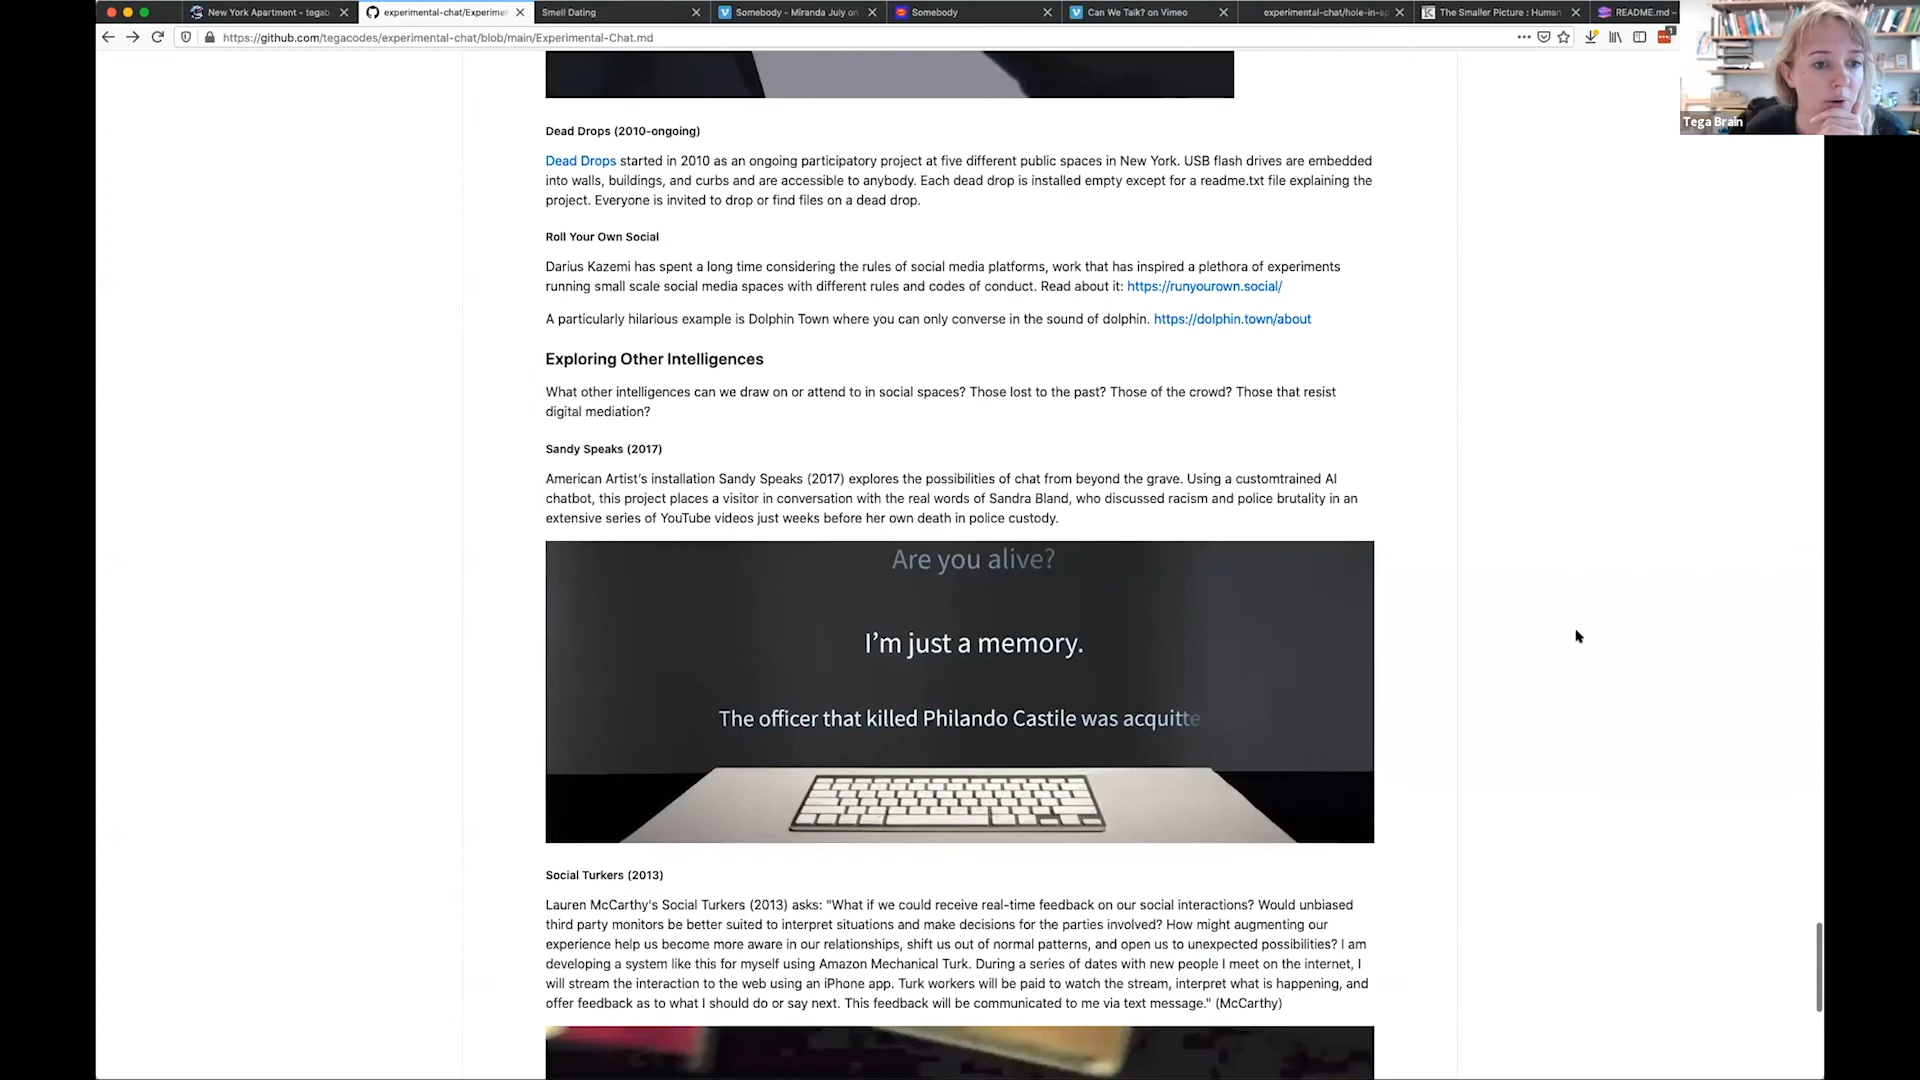 New York Apartment - tegab
experimental-chat/Experimen
Smell Dating
Somebody - Miranda July on
Somebody
Can We Talk? on Vimeo
experimental-chat/hole-in-sp
The Smaller Picture : Human
README.md –
https://github.com/tegacodes/experimental-chat/blob/main/Experimental-Chat.md
Tega Brain
Dead Drops (2010-ongoing)
Dead Drops started in 2010 as an ongoing participatory project at five different public spaces in New York. USB flash drives are embedded
into walls, buildings, and curbs and are accessible to anybody. Each dead drop is installed empty except for a readme.txt file explaining the
project. Everyone is invited to drop or find files on a dead drop.
Roll Your Own Social
Darius Kazemi has spent a long time considering the rules of social media platforms, work that has inspired a plethora of experiments
running small scale social media spaces with different rules and codes of conduct. Read about it: https://runyourown.social/
A particularly hilarious example is Dolphin Town where you can only converse in the sound of dolphin. https://dolphin.town/about
Exploring Other Intelligences
What other intelligences can we draw on or attend to in social spaces? Those lost to the past? Those of the crowd? Those that resist
digital mediation?
Sandy Speaks (2017)
American Artist's installation Sandy Speaks (2017) explores the possibilities of chat from beyond the grave. Using a customtrained AI
chatbot, this project places a visitor in conversation with the real words of Sandra Bland, who discussed racism and police brutality in an
extensive series of YouTube videos just weeks before her own death in police custody.
Are you alive?
I'm just a memory.
The officer that killed Philando Castile was acquitte
Social Turkers (2013)
Lauren McCarthy's Social Turkers (2013) asks: "What if we could receive real-time feedback on our social interactions? Would unbiased
third party monitors be better suited to interpret situations and make decisions for the parties involved? How might augmenting our
experience help us become more aware in our relationships, shift us out of normal patterns, and open us to unexpected possibilities? I am
developing a system like this for myself using Amazon Mechanical Turk. During a series of dates with new people I meet on the internet, I
will stream the interaction to the web using an iPhone app. Turk workers will be paid to watch the stream, interpret what is happening, and
offer feedback as to what I should do or say next. This feedback will be communicated to me via text message." (McCarthy)